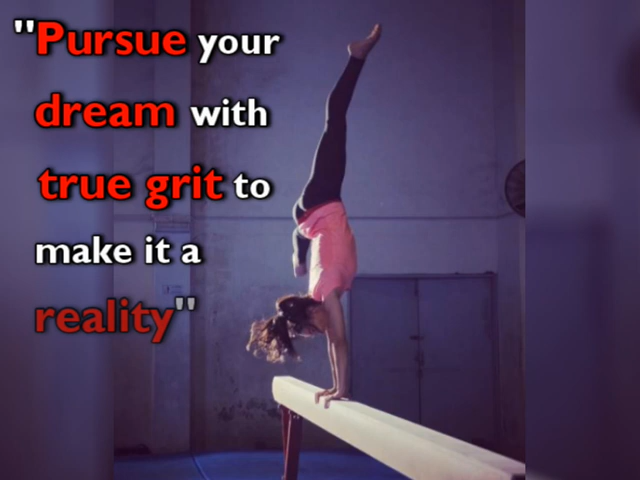 "Pursue your
dream with
true grit to
make it a
reality"